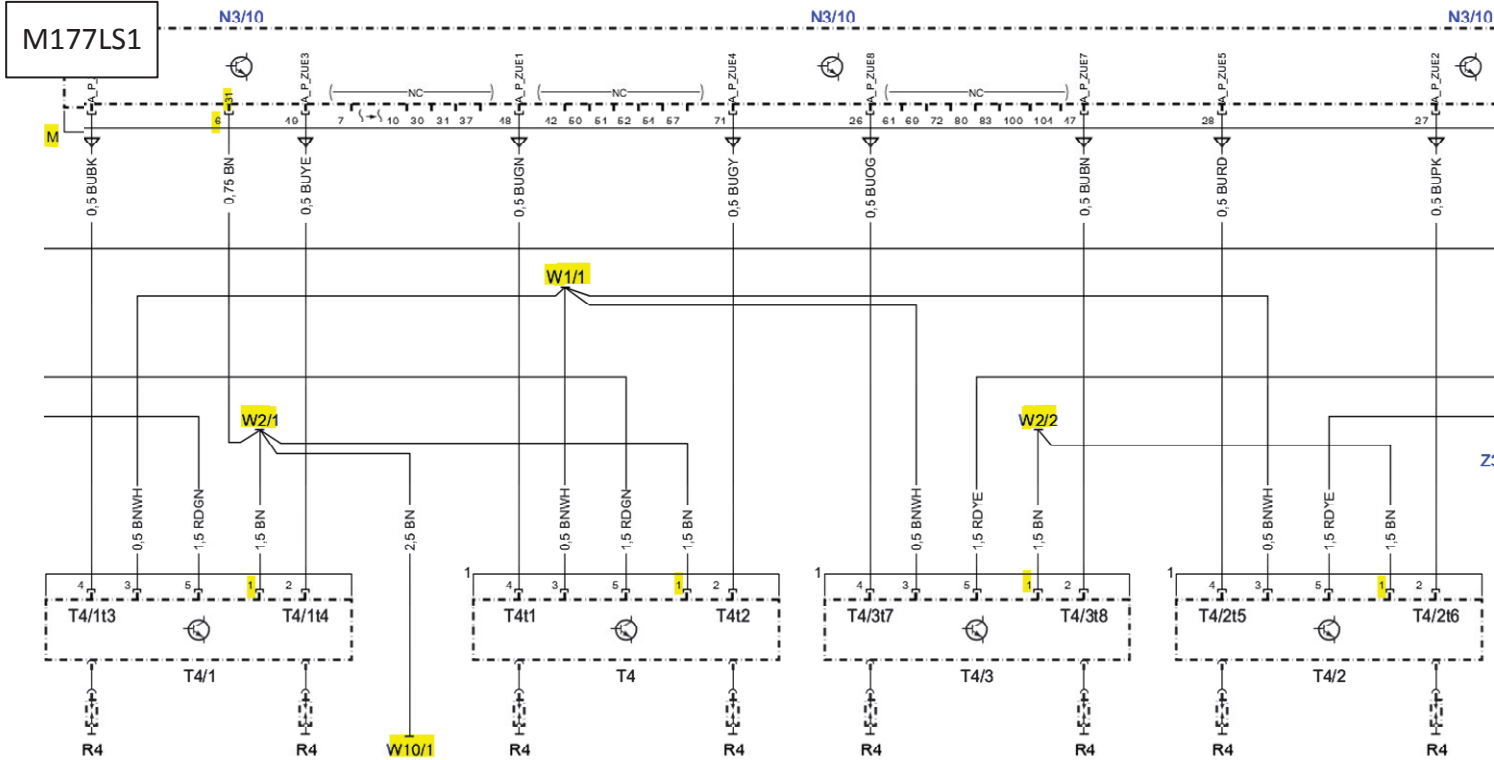 N3/10 N3/10 N3/10
M177LS1
A_P_ 31 A_P_ZUE3 NC A_P_ZUE1 NC A_P_ZUE4 A_P_ZUE8 NC A_P_ZUE7 A_P_ZUE5 A_P_ZUE2
6 49 7 10 30 31 37 48 42 50 51 52 54 57 71 26 61 69 72 80 83 100 104 47 28 27
M
0,5 BUBK 0,75 BN 0,5 BUYE 0,5 BUGN 0,5 BUGY 0,5 BUOG 0,5 BUBN 0,5 BURD 0,5 BUPK
W1/1
W2/1 W2/2
Z3
0,5 BNWH 1,5 RDGN 1,5 BN 2,5 BN 0,5 BNWH 1,5 RDGN 1,5 BN 0,5 BNWH 1,5 RDYE 1,5 BN 0,5 BNWH 1,5 RDYE 1,5 BN
1 1 1
4 3 5 1 2 4 3 5 1 2 4 3 5 1 2 4 3 5 1 2
T4/1t3 T4/1t4 T4t1 T4t2 T4/3t7 T4/3t8 T4/2t5 T4/2t6
T4/1 T4 T4/3 T4/2
R4 R4 W10/1 R4 R4 R4 R4 R4 R4